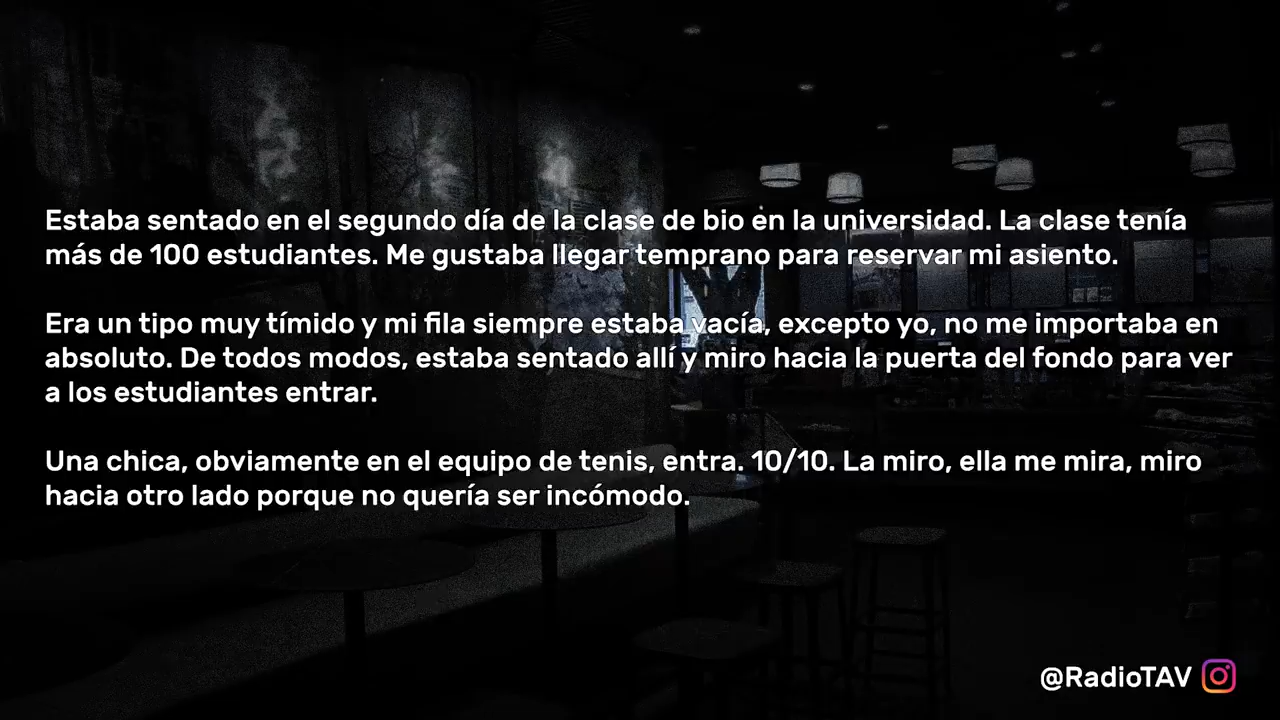 Estaba sentado en el segundo día de la clase de bio en la universidad. La clase tenía
más de 100 estudiantes. Me gustaba llegar temprano para reservar mi asiento.
Era un tipo muy tímido y mi fila siempre estaba vacía, excepto yo, no me importaba en
absoluto. De todos modos, estaba sentado allí y miro hacia la puerta del fondo para ver
a los estudiantes entrar.
Una chica, obviamente en el equipo de tenis, entra. 10/10. La miro, ella me mira, miro
hacia otro lado porque no quería ser incómodo.
@RadioTAV